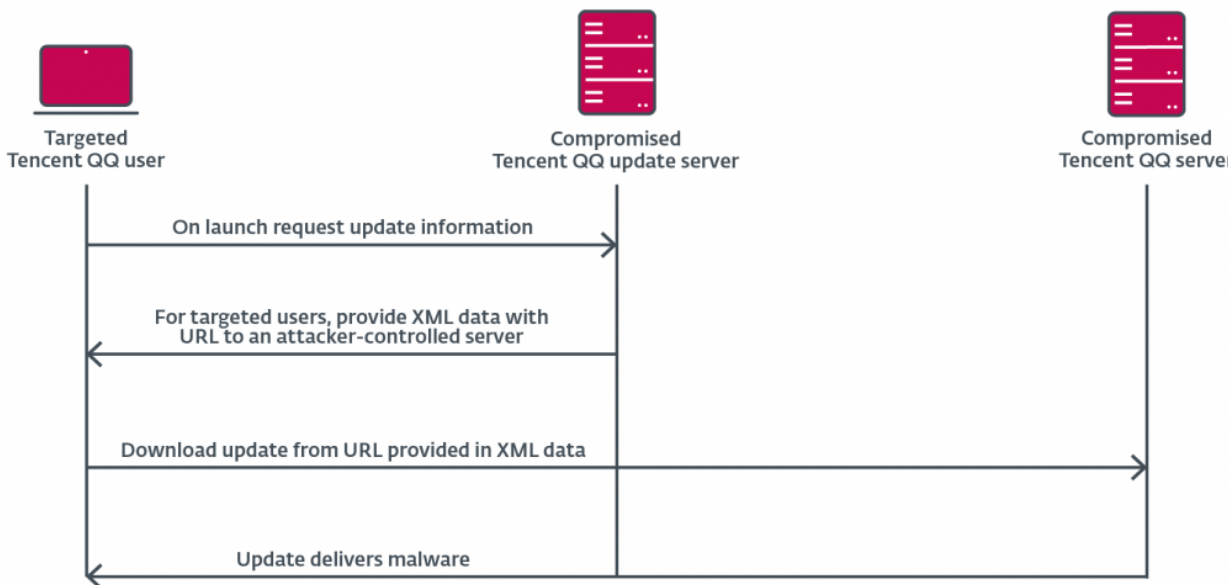 Targeted
Tencent QQ user
Compromised
Tencent QQ update server
Compromised
Tencent QQ server
On launch request update information
For targeted users, provide XML data with
URL to an attacker-controlled server
Download update from URL provided in XML data
Update delivers malware